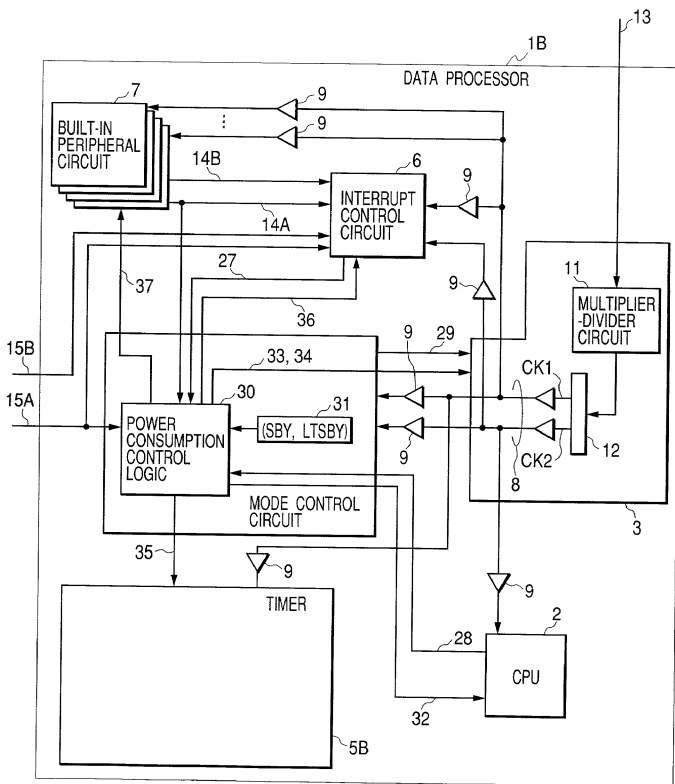 13
1B
DATA PROCESSOR
7
9
BUILT-IN
PERIPHERAL
CIRCUIT
9
14B
6
INTERRUPT
CONTROL
CIRCUIT
9
14A
27
36
37
9
11
MULTIPLIER
-DIVIDER
CIRCUIT
15B
15A
33, 34
29
9
CK1
30
31
POWER
CONSUMPTION
CONTROL
LOGIC
(SBY, LTSBY)
9
CK2
12
8
MODE CONTROL
CIRCUIT
3
35
9
9
TIMER
28
2
CPU
32
5B